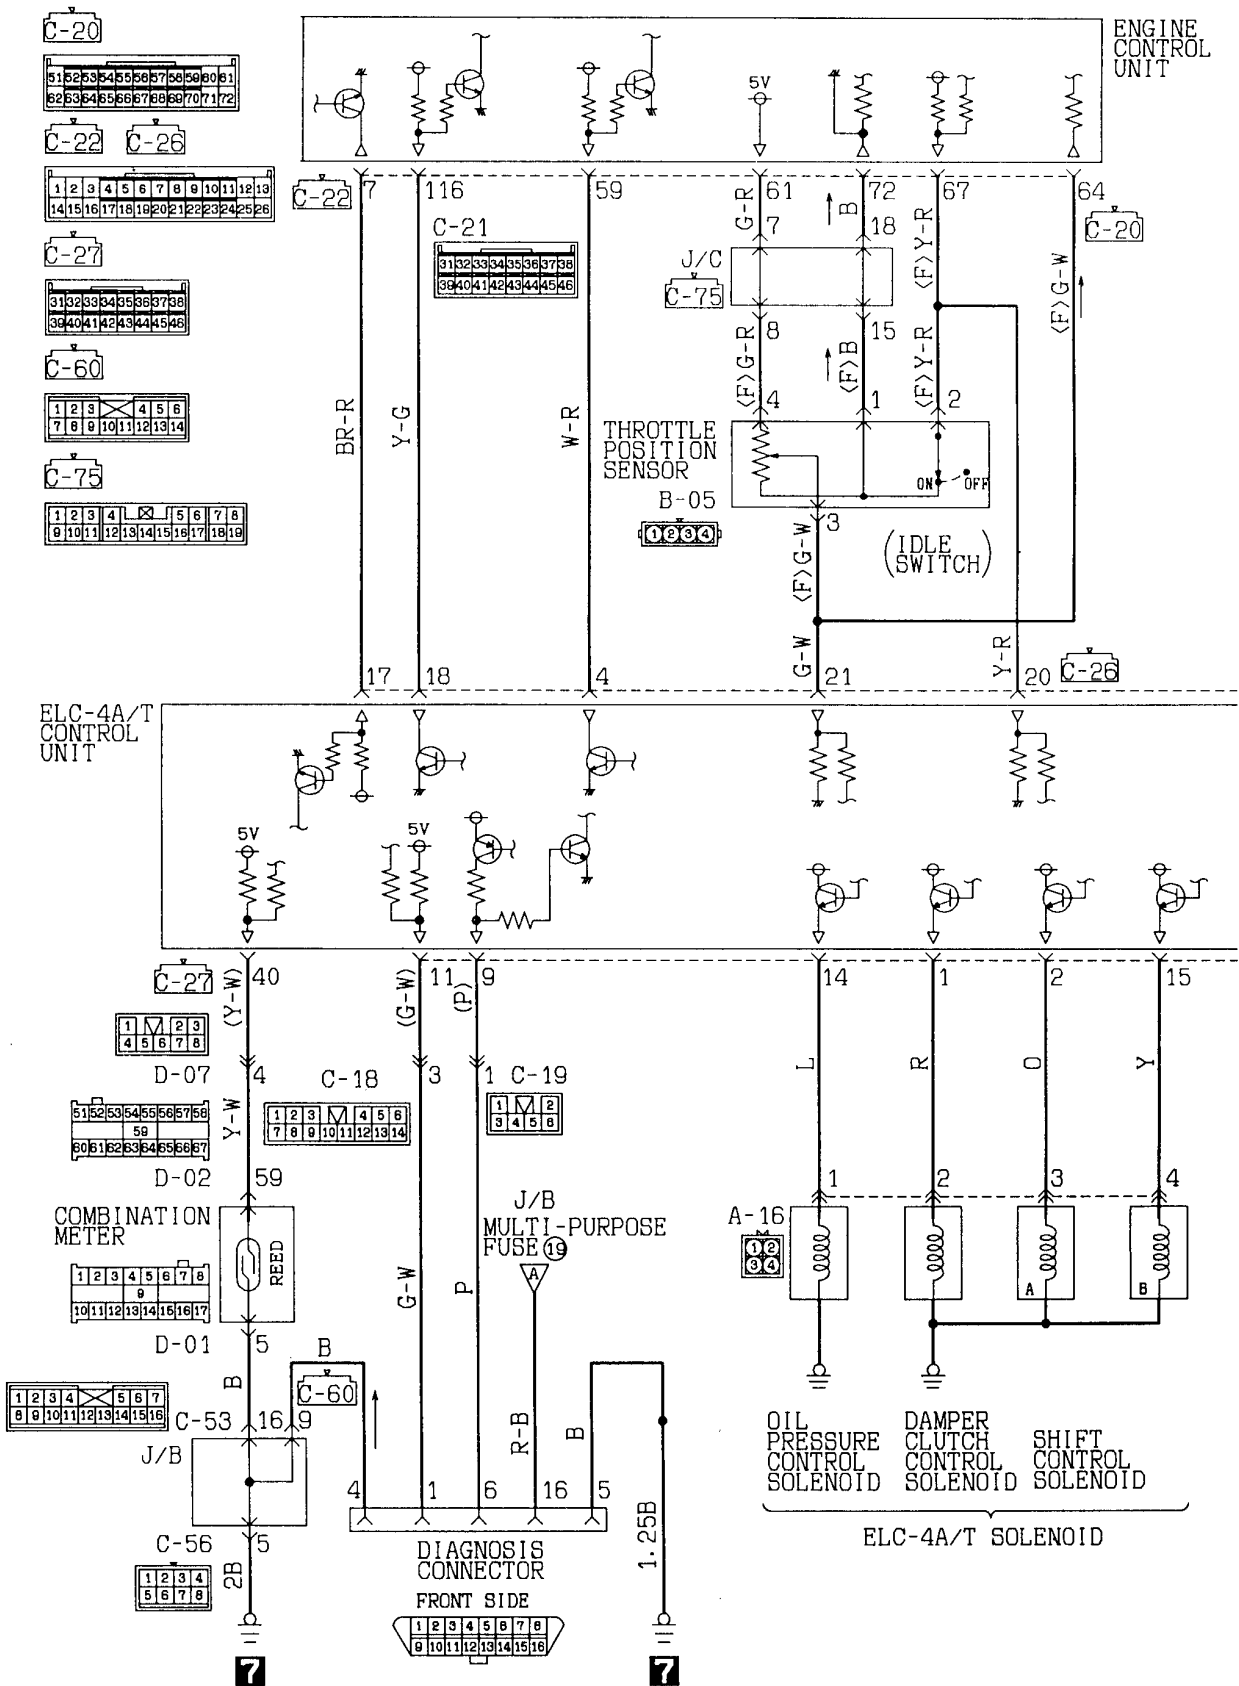 C-20
51 52 53 54 55 56 57 58 59 60 61
62 63 64 65 66 67 68 69 70 71 72
C-22 C-26
1 2 3 4 5 6 7 8 9 10 11 12 13
14 15 16 17 18 19 20 21 22 23 24 25 26
C-27
31 32 33 34 35 36 37 38
39 40 41 42 43 44 45 46
C-60
1 2 3 4 5 6
7 8 9 10 11 12 13 14
C-75
1 2 3 4 5 6 7 8
9 10 11 12 13 14 15 16 17 18 19
ENGINE
CONTROL
UNIT
5V
C-22
7 116 59 61 72 67 64
C-20
C-21
31 32 33 34 35 36 37 38
39 40 41 42 43 44 45 46
G-R
B
<F>Y-R
<F>G-W
7 18
J/C
C-75
8 15
<F>G-R
<F>B
<F>Y-R
4 1 2
BR-R
Y-G
W-R
THROTTLE
POSITION
SENSOR
ON OFF
B-05
1 2 3 4
3
(IDLE
SWITCH)
<F>G-W
G-W
Y-R
17 18 4 21 20
C-26
ELC-4A/T
CONTROL
UNIT
5V
5V
C-27
40 11 9 14 1 2 15
(Y-W)
(G-W)
(P)
1 2 3
4 5 6 7 8
D-07
4 3 1
C-18
1 2 3 4 5 6
7 8 9 10 11 12 13 14
C-19
1 2
3 4 5 6
L
R
O
Y
51 52 53 54 55 56 57 58
59
60 61 62 63 64 65 66 67
Y-W
D-02
59
COMBINATION
METER
REED
1 2 3 4 5 6 7 8
9
10 11 12 13 14 15 16 17
D-01
5
G-W
P
J/B
MULTI-PURPOSE
FUSE 19
A
A-16
1 2
3 4
1 2 3 4
A
B
B
B
C-60
1 2 3 4 5 6 7
8 9 10 11 12 13 14 15 16
C-53 16 9
J/B
R-B
B
4 1 6 16 5
OIL
PRESSURE
CONTROL
SOLENOID
DAMPER
CLUTCH
CONTROL
SOLENOID
SHIFT
CONTROL
SOLENOID
ELC-4A/T SOLENOID
C-56 5
1 2 3 4
5 6 7 8
2B
DIAGNOSIS
CONNECTOR
FRONT SIDE
1 2 3 4 5 6 7 8
9 10 11 12 13 14 15 16
1.25B
7
7